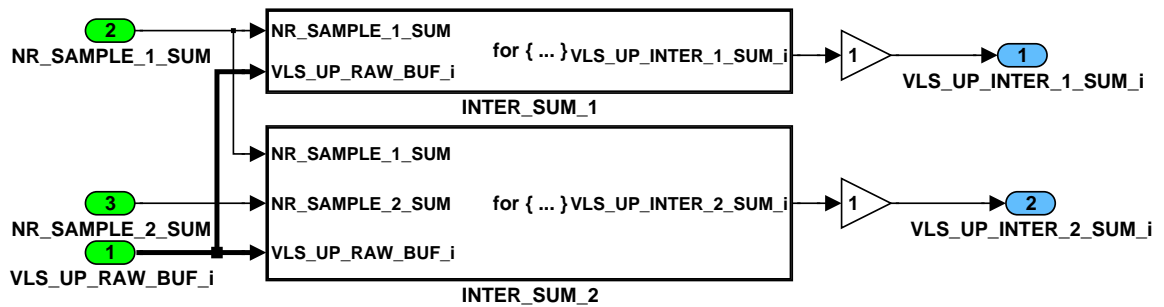 2
NR_SAMPLE_1_SUM
NR_SAMPLE_1_SUM
VLS_UP_RAW_BUF_i
for { ... }
VLS_UP_INTER_1_SUM_i
INTER_SUM_1
1
1
VLS_UP_INTER_1_SUM_i
3
NR_SAMPLE_2_SUM
1
VLS_UP_RAW_BUF_i
NR_SAMPLE_1_SUM
NR_SAMPLE_2_SUM
VLS_UP_RAW_BUF_i
for { ... }
VLS_UP_INTER_2_SUM_i
INTER_SUM_2
1
2
VLS_UP_INTER_2_SUM_i